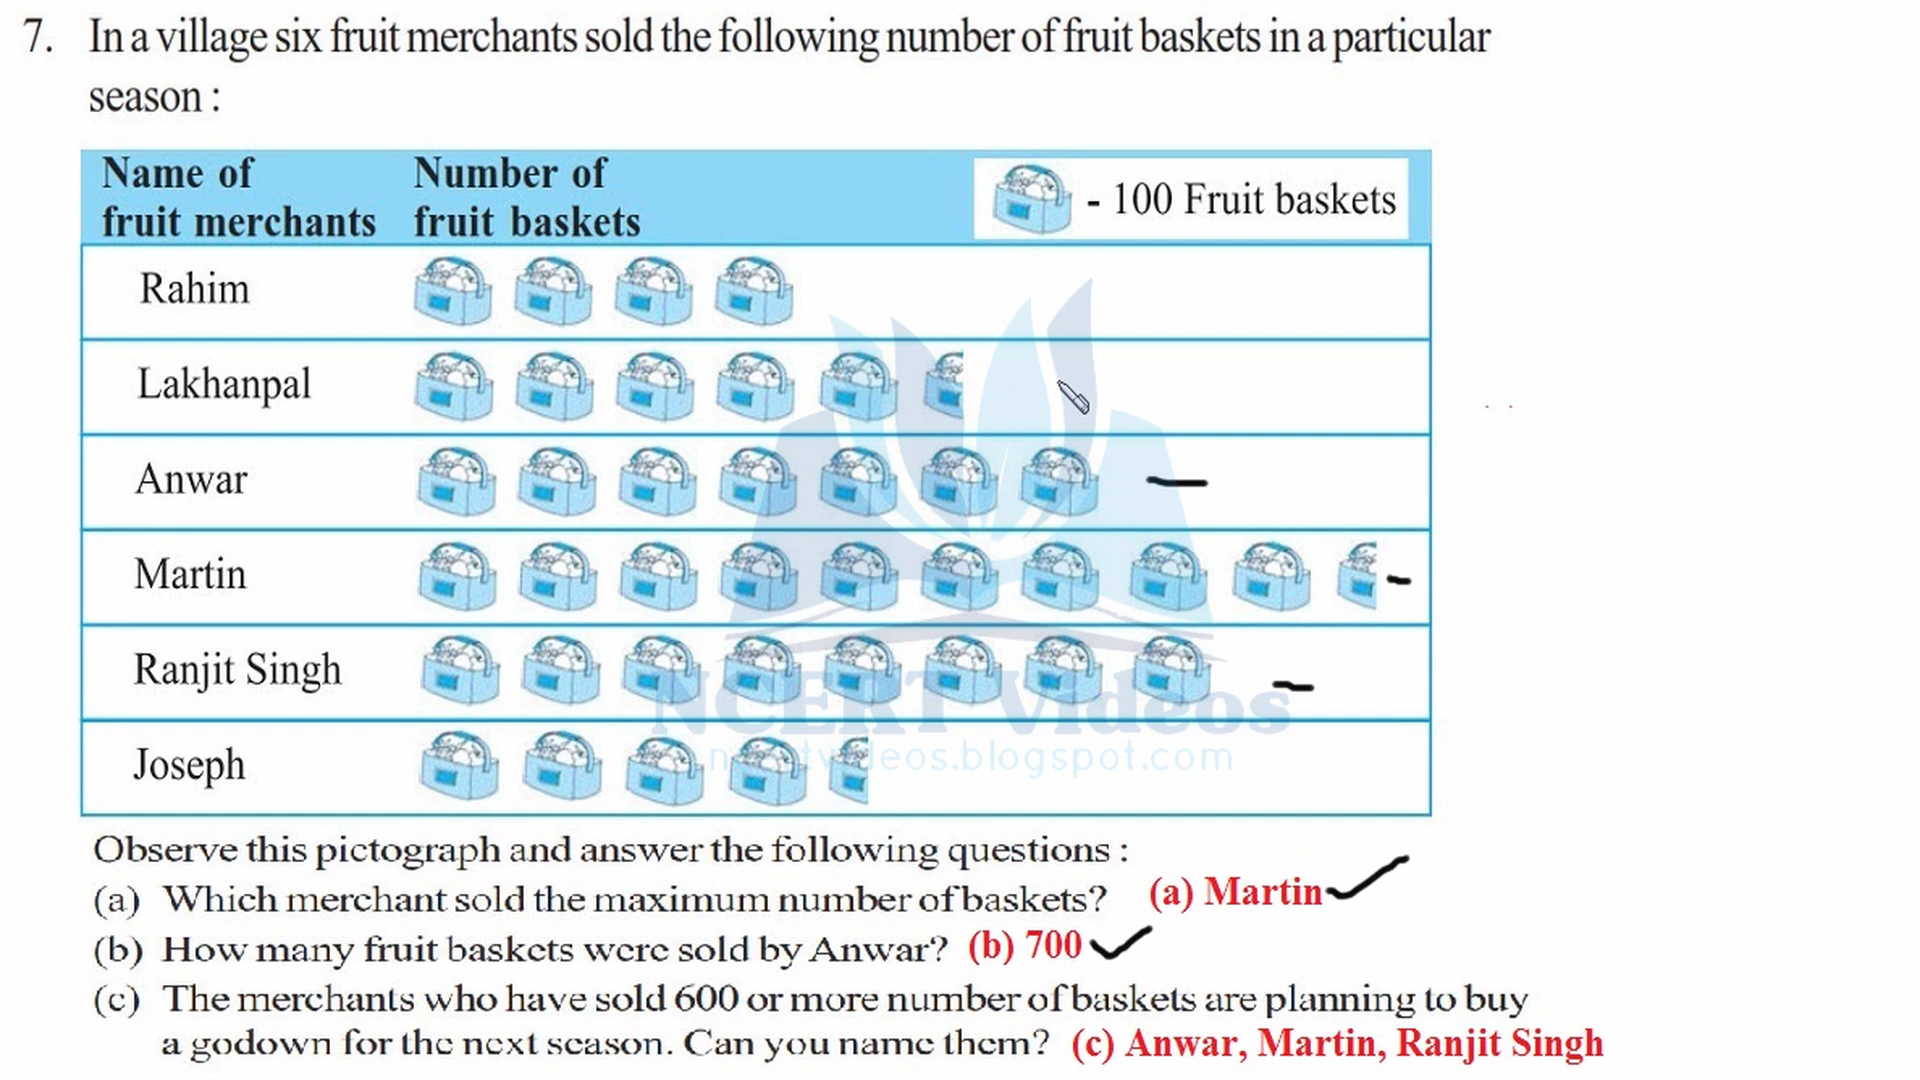 7. In a village six fruit merchants sold the following number of fruit baskets in a particular
season :
Name of
fruit merchants
Number of
fruit baskets
- 100 Fruit baskets
Rahim
Lakhanpal
Anwar
Martin
Ranjit Singh
Joseph
NCERT Videos
ncertvideos.blogspot.com
Observe this pictograph and answer the following questions :
(a) Which merchant sold the maximum number of baskets? (a) Martin
(b) How many fruit baskets were sold by Anwar? (b) 700
(c) The merchants who have sold 600 or more number of baskets are planning to buy
a godown for the next season. Can you name them? (c) Anwar, Martin, Ranjit Singh